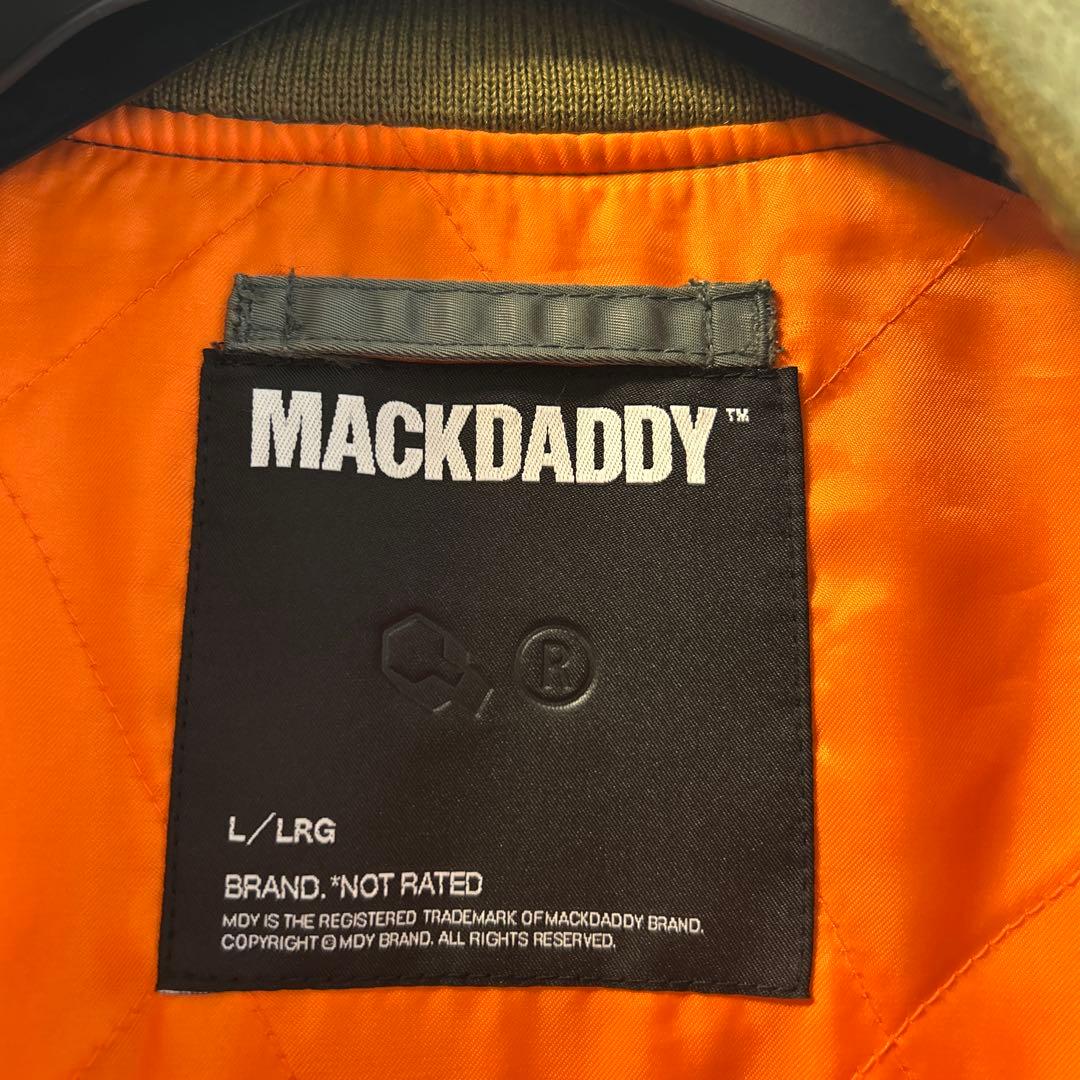 MACKDADDY™
®
L/LRG
BRAND.*NOT RATED
MDY IS THE REGISTERED TRADEMARK OF MACKDADDY BRAND.
COPYRIGHT © MDY BRAND. ALL RIGHTS RESERVED.